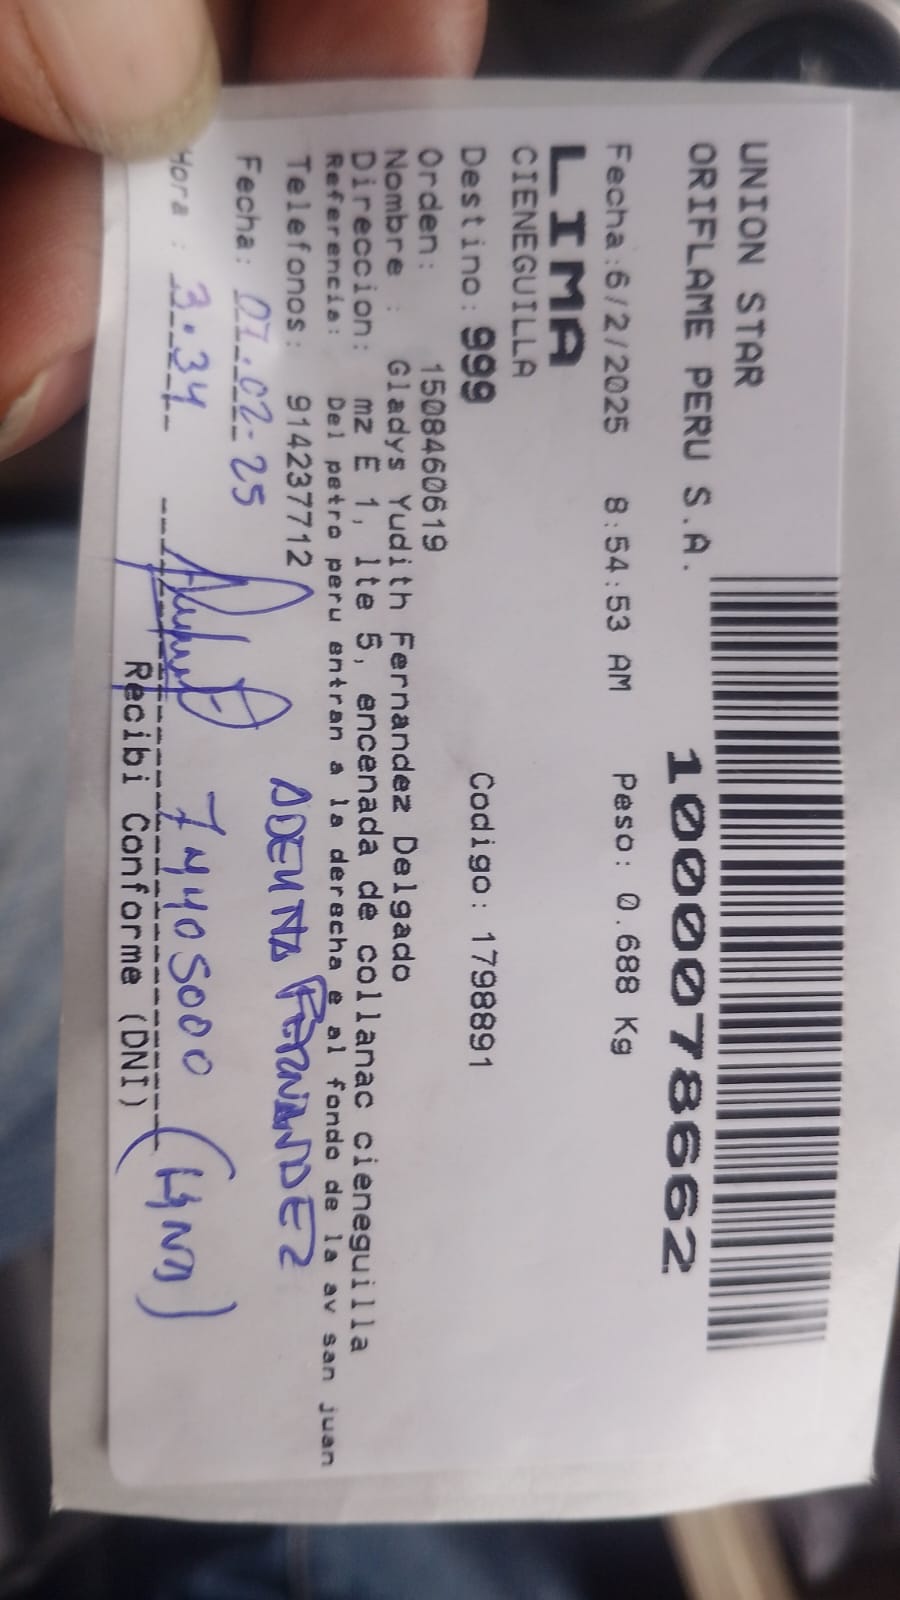 UNION STAR
ORIFLAME PERU S.A.
1000078662
Fecha:6/2/2025 8:54:53 AM Peso: 0.688 Kg
LIMA
CIENEGUILLA
Destino: 999 Codigo: 1798891
Orden: 1508460619
Nombre : Gladys Yudith Fernandez Delgado
Direccion: mz E 1, lte 5, encenada de collanac cieneguilla
Referencia: Del petro peru entran a la derecha e al fondo de la av san juan
Telefonos: 914237712
FERNANDEZ
Fecha: 07-02-25
Hora : 3:34
Recibi Conforme (DNI)